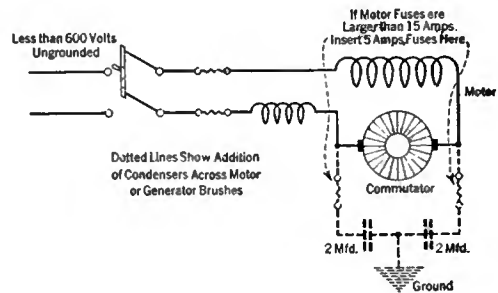 If Motor Fuses are
Larger than 15 Amps.
Insert 5 Amps, Fuses Here
Less than 600 Volts
Ungrounded
Motor
Dotted Lines Show Addition
of Condensers Across Motor
or Generator Brushes
Commutator
2 Mfd.
2 Mfd.
Ground